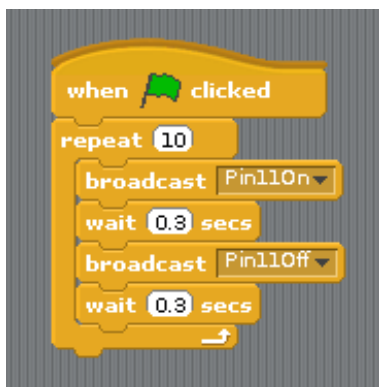 when clicked
repeat 10
broadcast Pin11On
wait 0.3 secs
broadcast Pin11Off
wait 0.3 secs